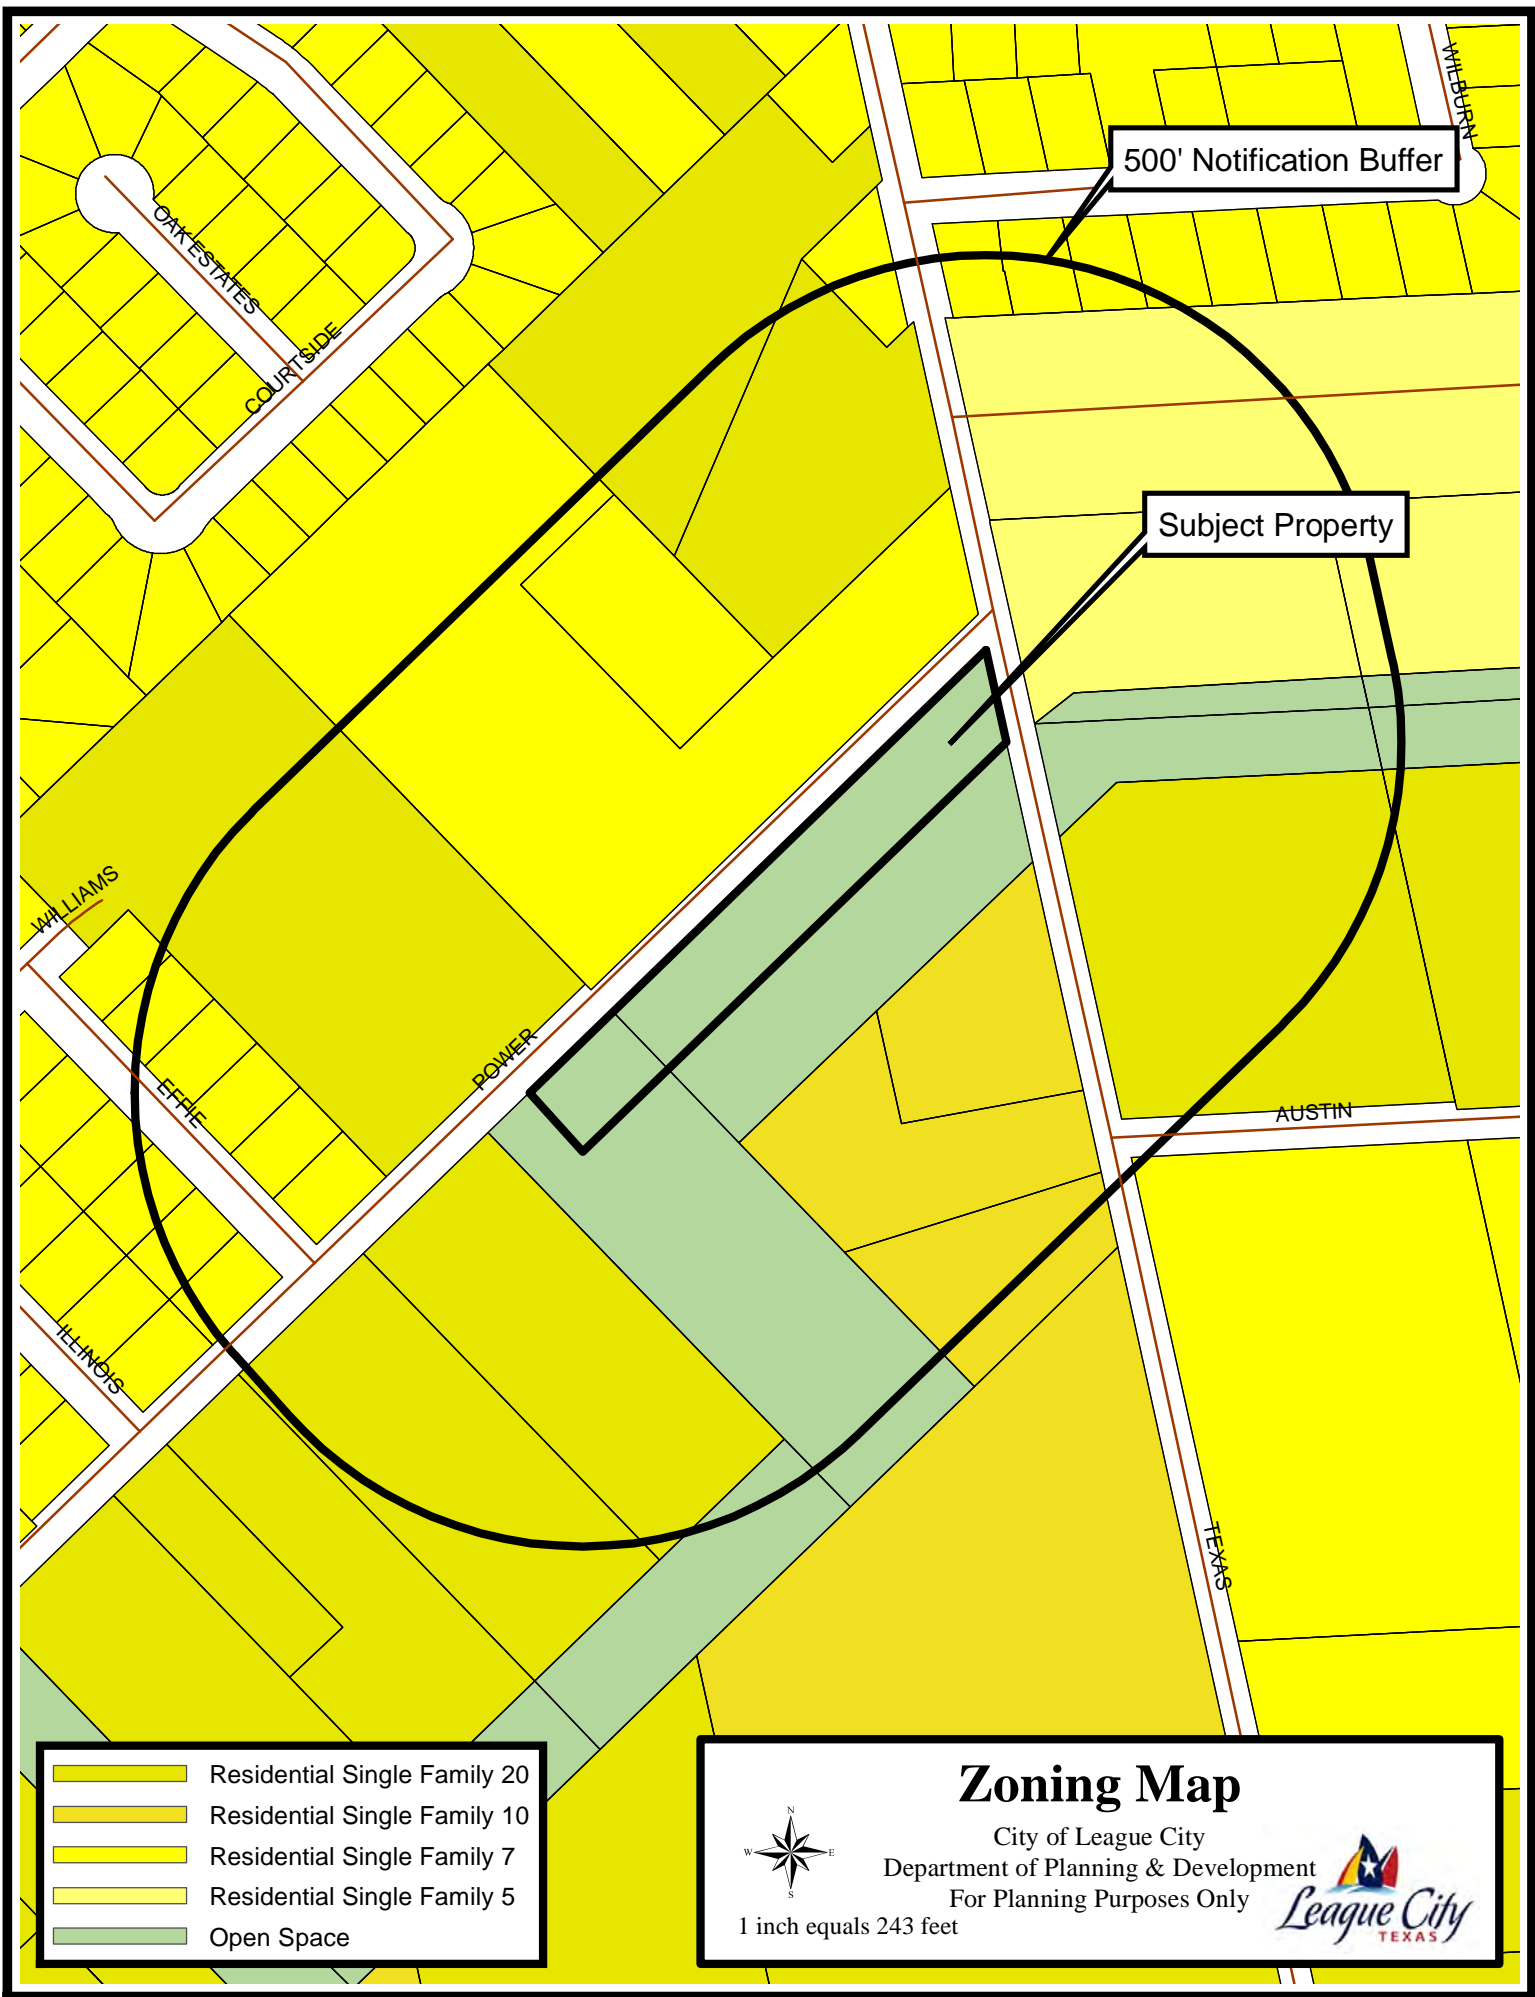 WILBURN
500' Notification Buffer
OAK ESTATES
COURTSIDE
Subject Property
WILLIAMS
POWER
EFFIE
AUSTIN
ILLINOIS
TEXAS
Residential Single Family 20
Residential Single Family 10
Residential Single Family 7
Residential Single Family 5
Open Space
Zoning Map
City of League City
Department of Planning & Development
For Planning Purposes Only
1 inch equals 243 feet
N
W E
S
League City
TEXAS